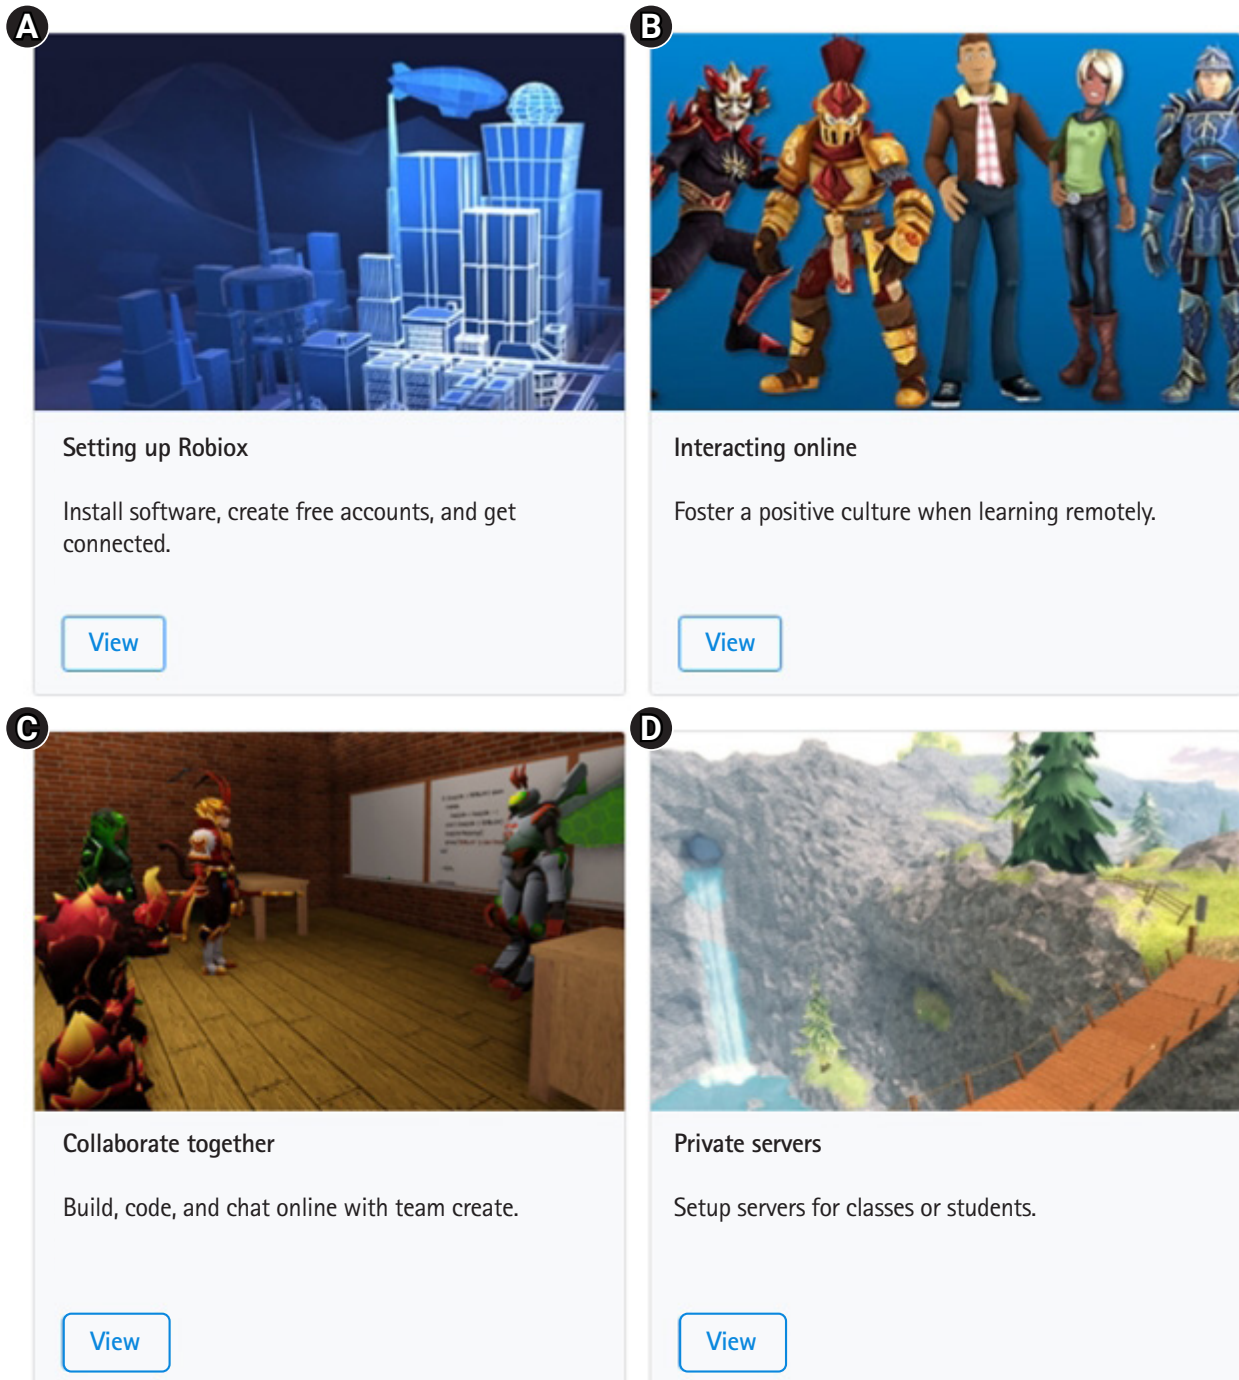 A
B
Setting up Robiox
Install software, create free accounts, and get
connected.
View
Interacting online
Foster a positive culture when learning remotely.
View
C
D
Collaborate together
Build, code, and chat online with team create.
View
Private servers
Setup servers for classes or students.
View